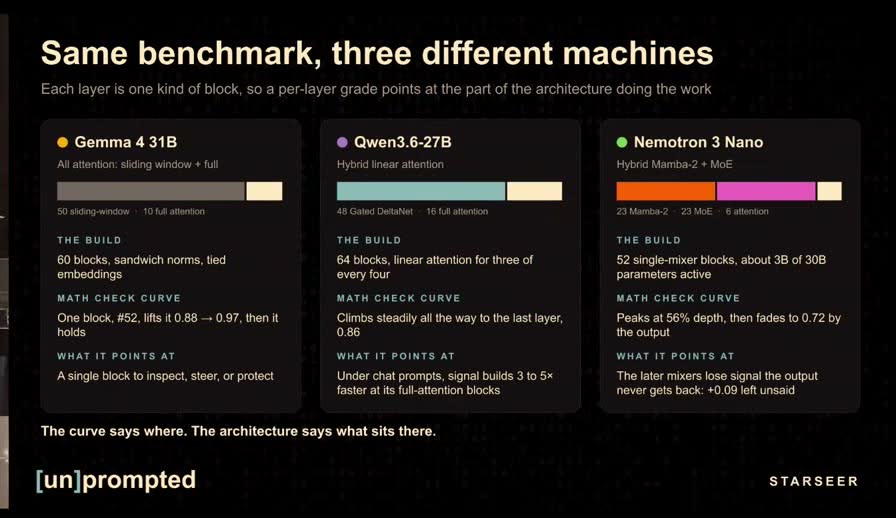 Same benchmark, three different machines
Each layer is one kind of block, so a per-layer grade points at the part of the architecture doing the work
Gemma 4 31B
All attention: sliding window + full
50 sliding-window · 10 full attention
THE BUILD
60 blocks, sandwich norms, tied
embeddings
MATH CHECK CURVE
One block, #52, lifts it 0.88 → 0.97, then it
holds
WHAT IT POINTS AT
A single block to inspect, steer, or protect
Qwen3.6-27B
Hybrid linear attention
48 Gated DeltaNet · 16 full attention
THE BUILD
64 blocks, linear attention for three of
every four
MATH CHECK CURVE
Climbs steadily all the way to the last layer,
0.86
WHAT IT POINTS AT
Under chat prompts, signal builds 3 to 5×
faster at its full-attention blocks
Nemotron 3 Nano
Hybrid Mamba-2 + MoE
23 Mamba-2 · 23 MoE · 6 attention
THE BUILD
52 single-mixer blocks, about 3B of 30B
parameters active
MATH CHECK CURVE
Peaks at 56% depth, then fades to 0.72 by
the output
WHAT IT POINTS AT
The later mixers lose signal the output
never gets back: +0.09 left unsaid
The curve says where. The architecture says what sits there.
[un]prompted
STARSEER